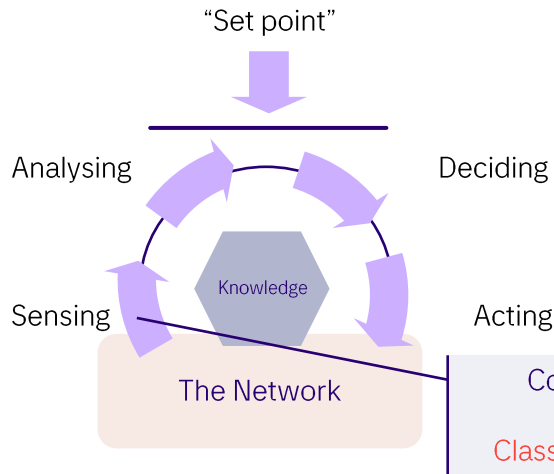 “Set point”
Analysing
Deciding
Knowledge
Sensing
Acting
The Network